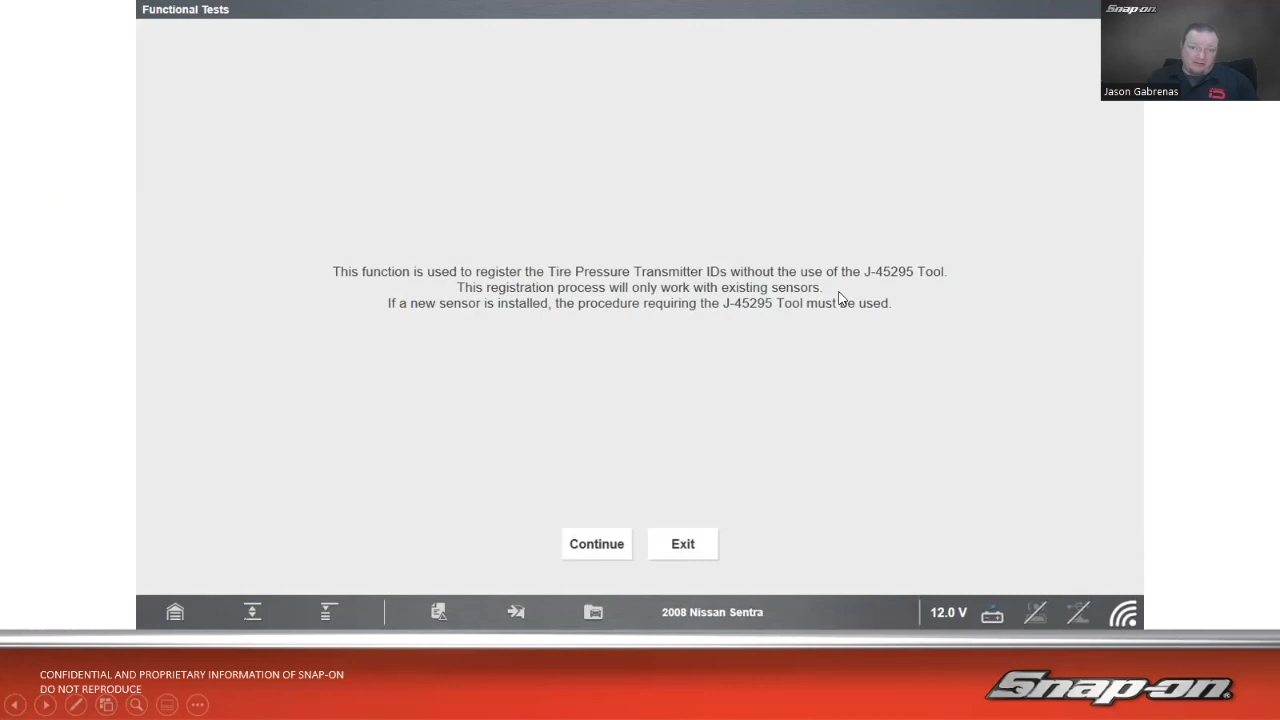 Functional Tests
Snap-on
Jason Gabrenas
This function is used to register the Tire Pressure Transmitter IDs without the use of the J-45295 Tool.
This registration process will only work with existing sensors.
If a new sensor is installed, the procedure requiring the J-45295 Tool must be used.
Continue
Exit
2008 Nissan Sentra
12.0 V
CONFIDENTIAL AND PROPRIETARY INFORMATION OF SNAP-ON
DO NOT REPRODUCE
Snap-on